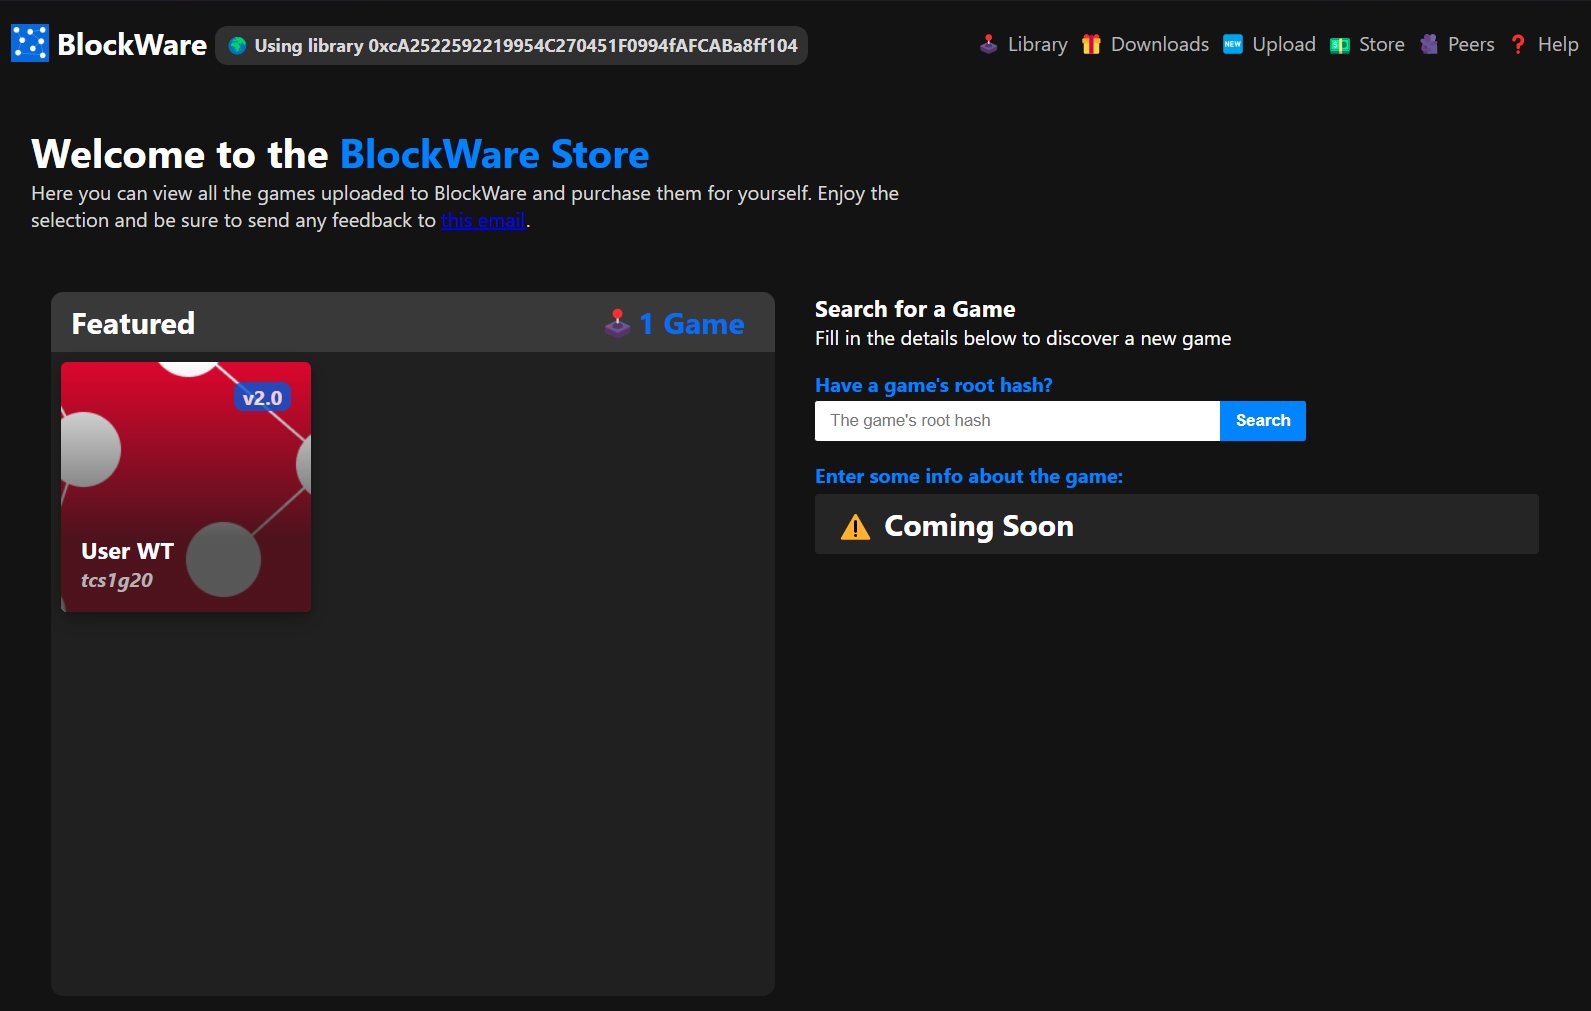 BlockWare
Using library 0xcA2522592219954C270451F0994fAFCABa8ff104
Library Downloads NEW Upload Store Peers Help
Welcome to the BlockWare Store
Here you can view all the games uploaded to BlockWare and purchase them for yourself. Enjoy the
selection and be sure to send any feedback to this email.
Featured
1 Game
v2.0
User WT
tcs1g20
Search for a Game
Fill in the details below to discover a new game
Have a game's root hash?
The game's root hash
Search
Enter some info about the game:
Coming Soon